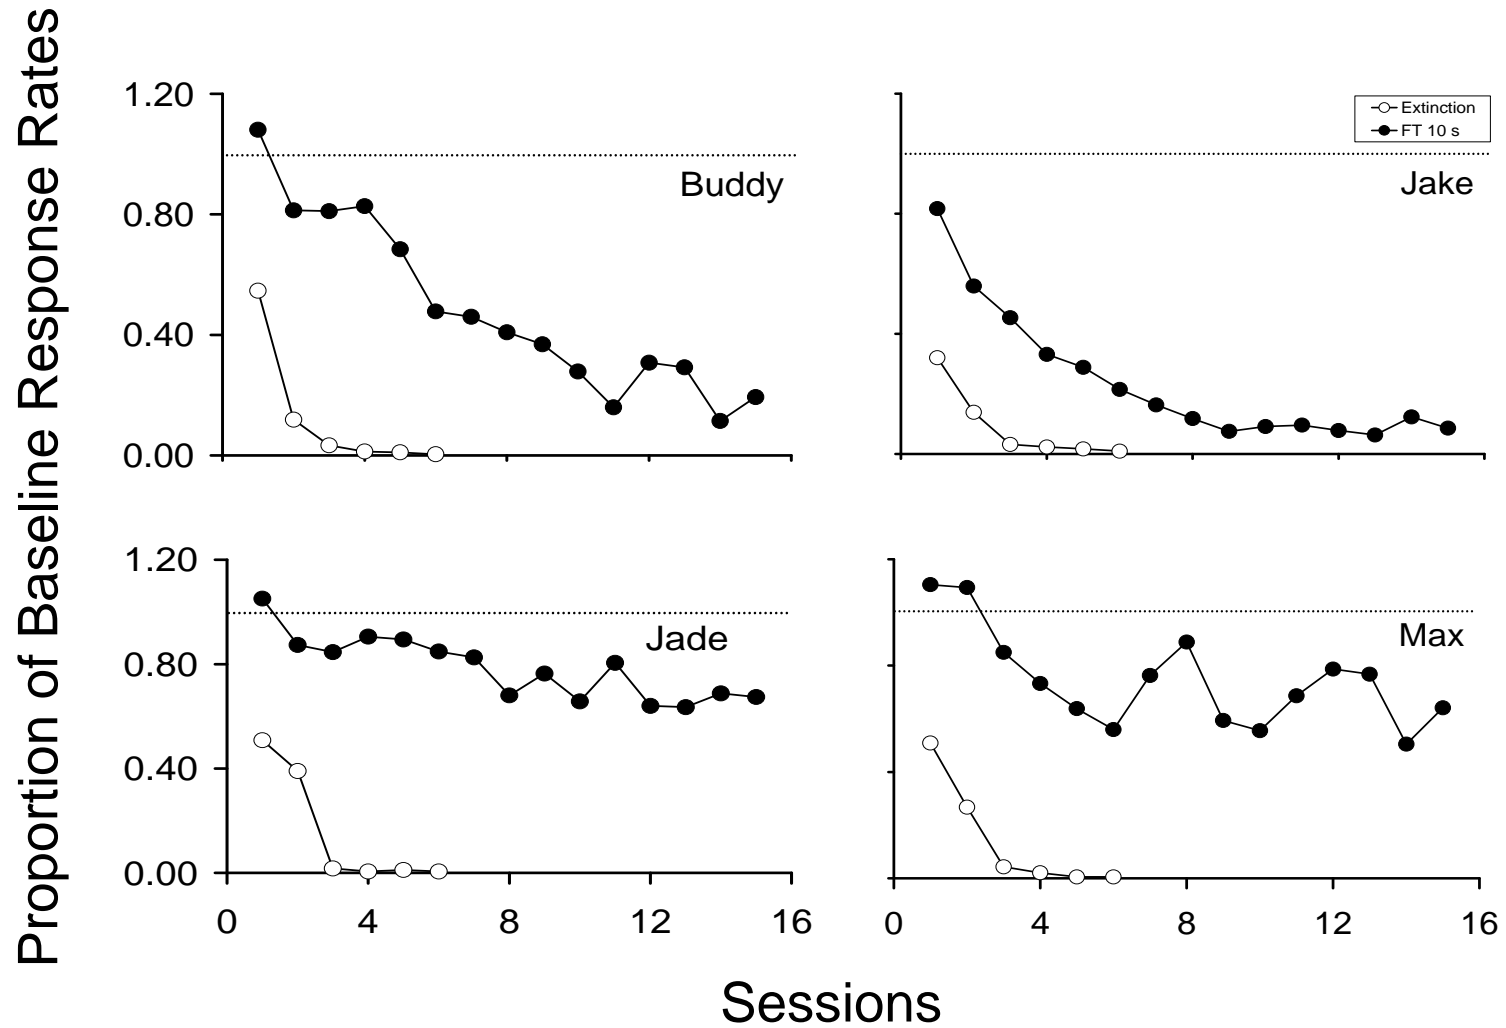 Proportion of Baseline Response Rates
1.20
0.80
0.40
0.00
Buddy
Extinction
FT 10 s
Jake
1.20
0.80
0.40
0.00
Jade
0 4 8 12 16
Max
0 4 8 12 16
Sessions